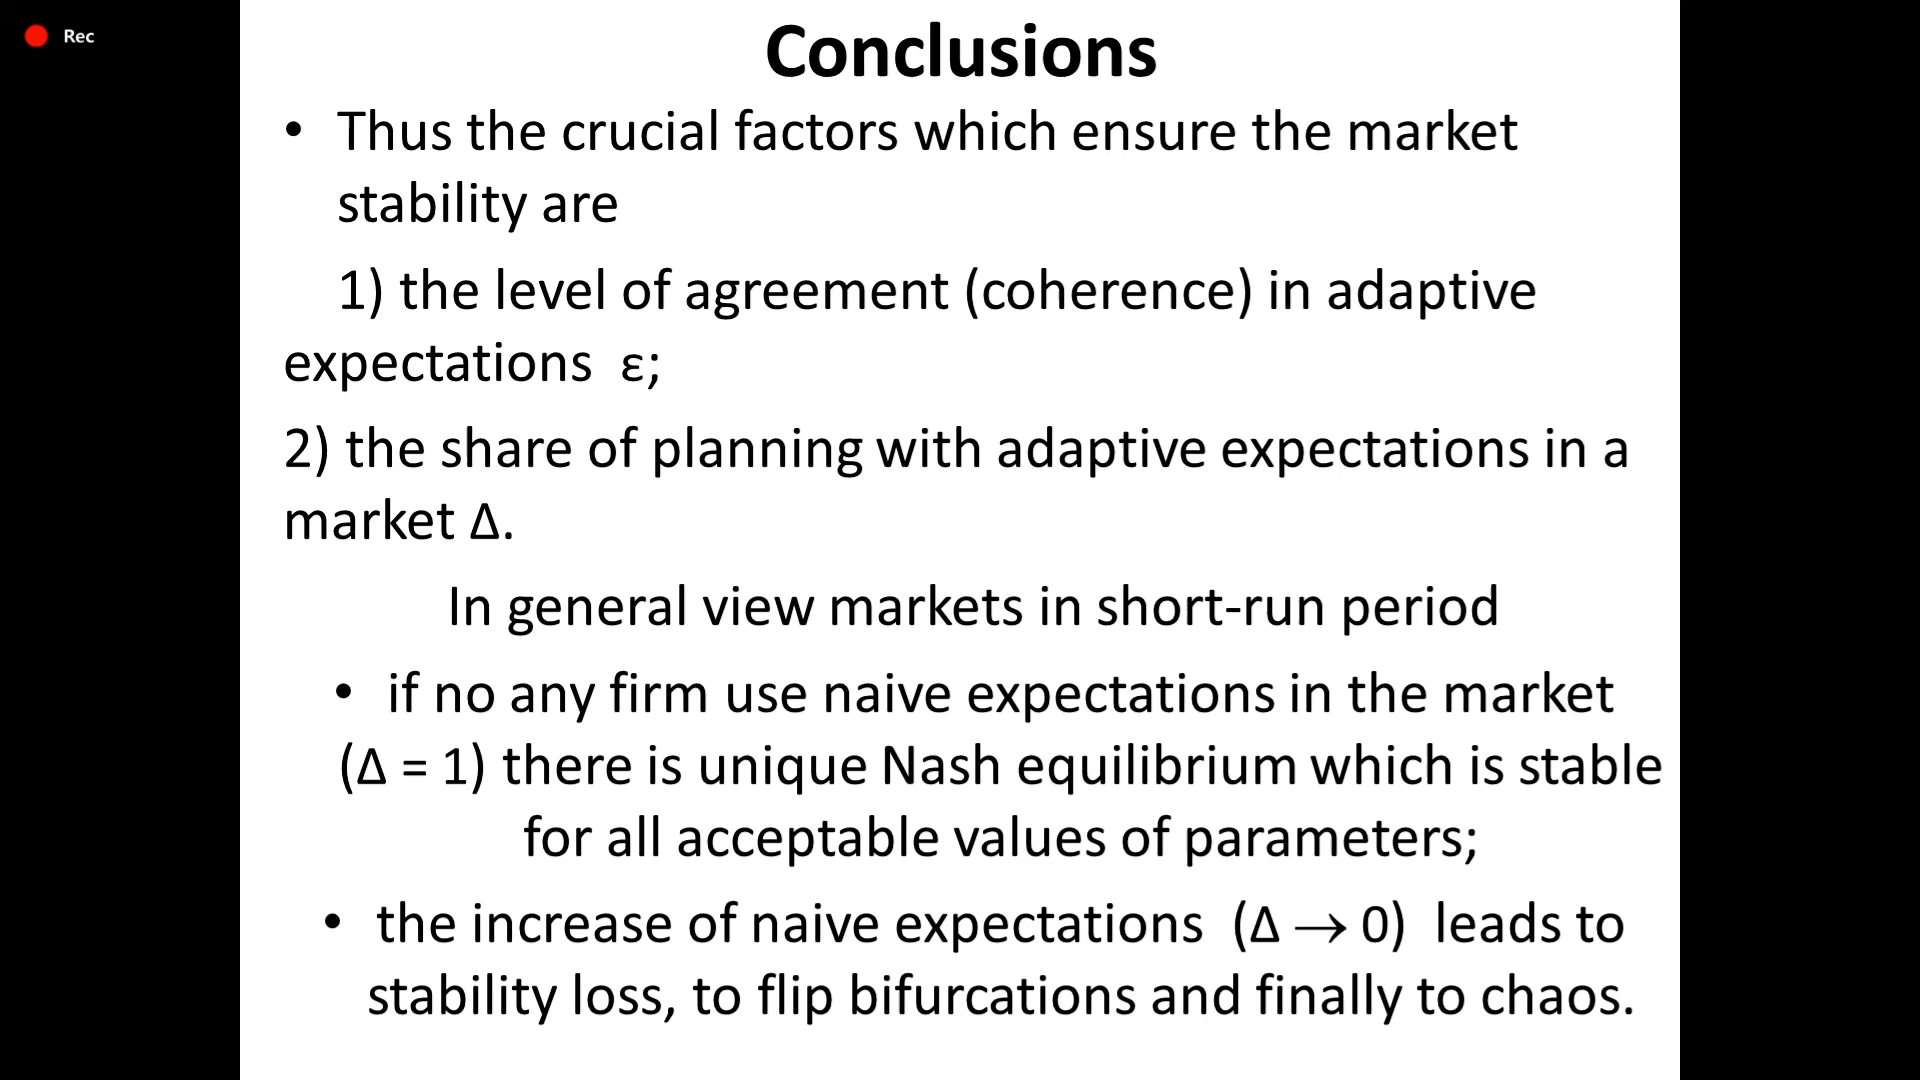 Rec
Conclusions
• Thus the crucial factors which ensure the market
stability are
1) the level of agreement (coherence) in adaptive
expectations ε;
2) the share of planning with adaptive expectations in a
market Δ.
In general view markets in short-run period
• if no any firm use naive expectations in the market
(Δ = 1) there is unique Nash equilibrium which is stable
for all acceptable values of parameters;
• the increase of naive expectations (Δ → 0) leads to
stability loss, to flip bifurcations and finally to chaos.